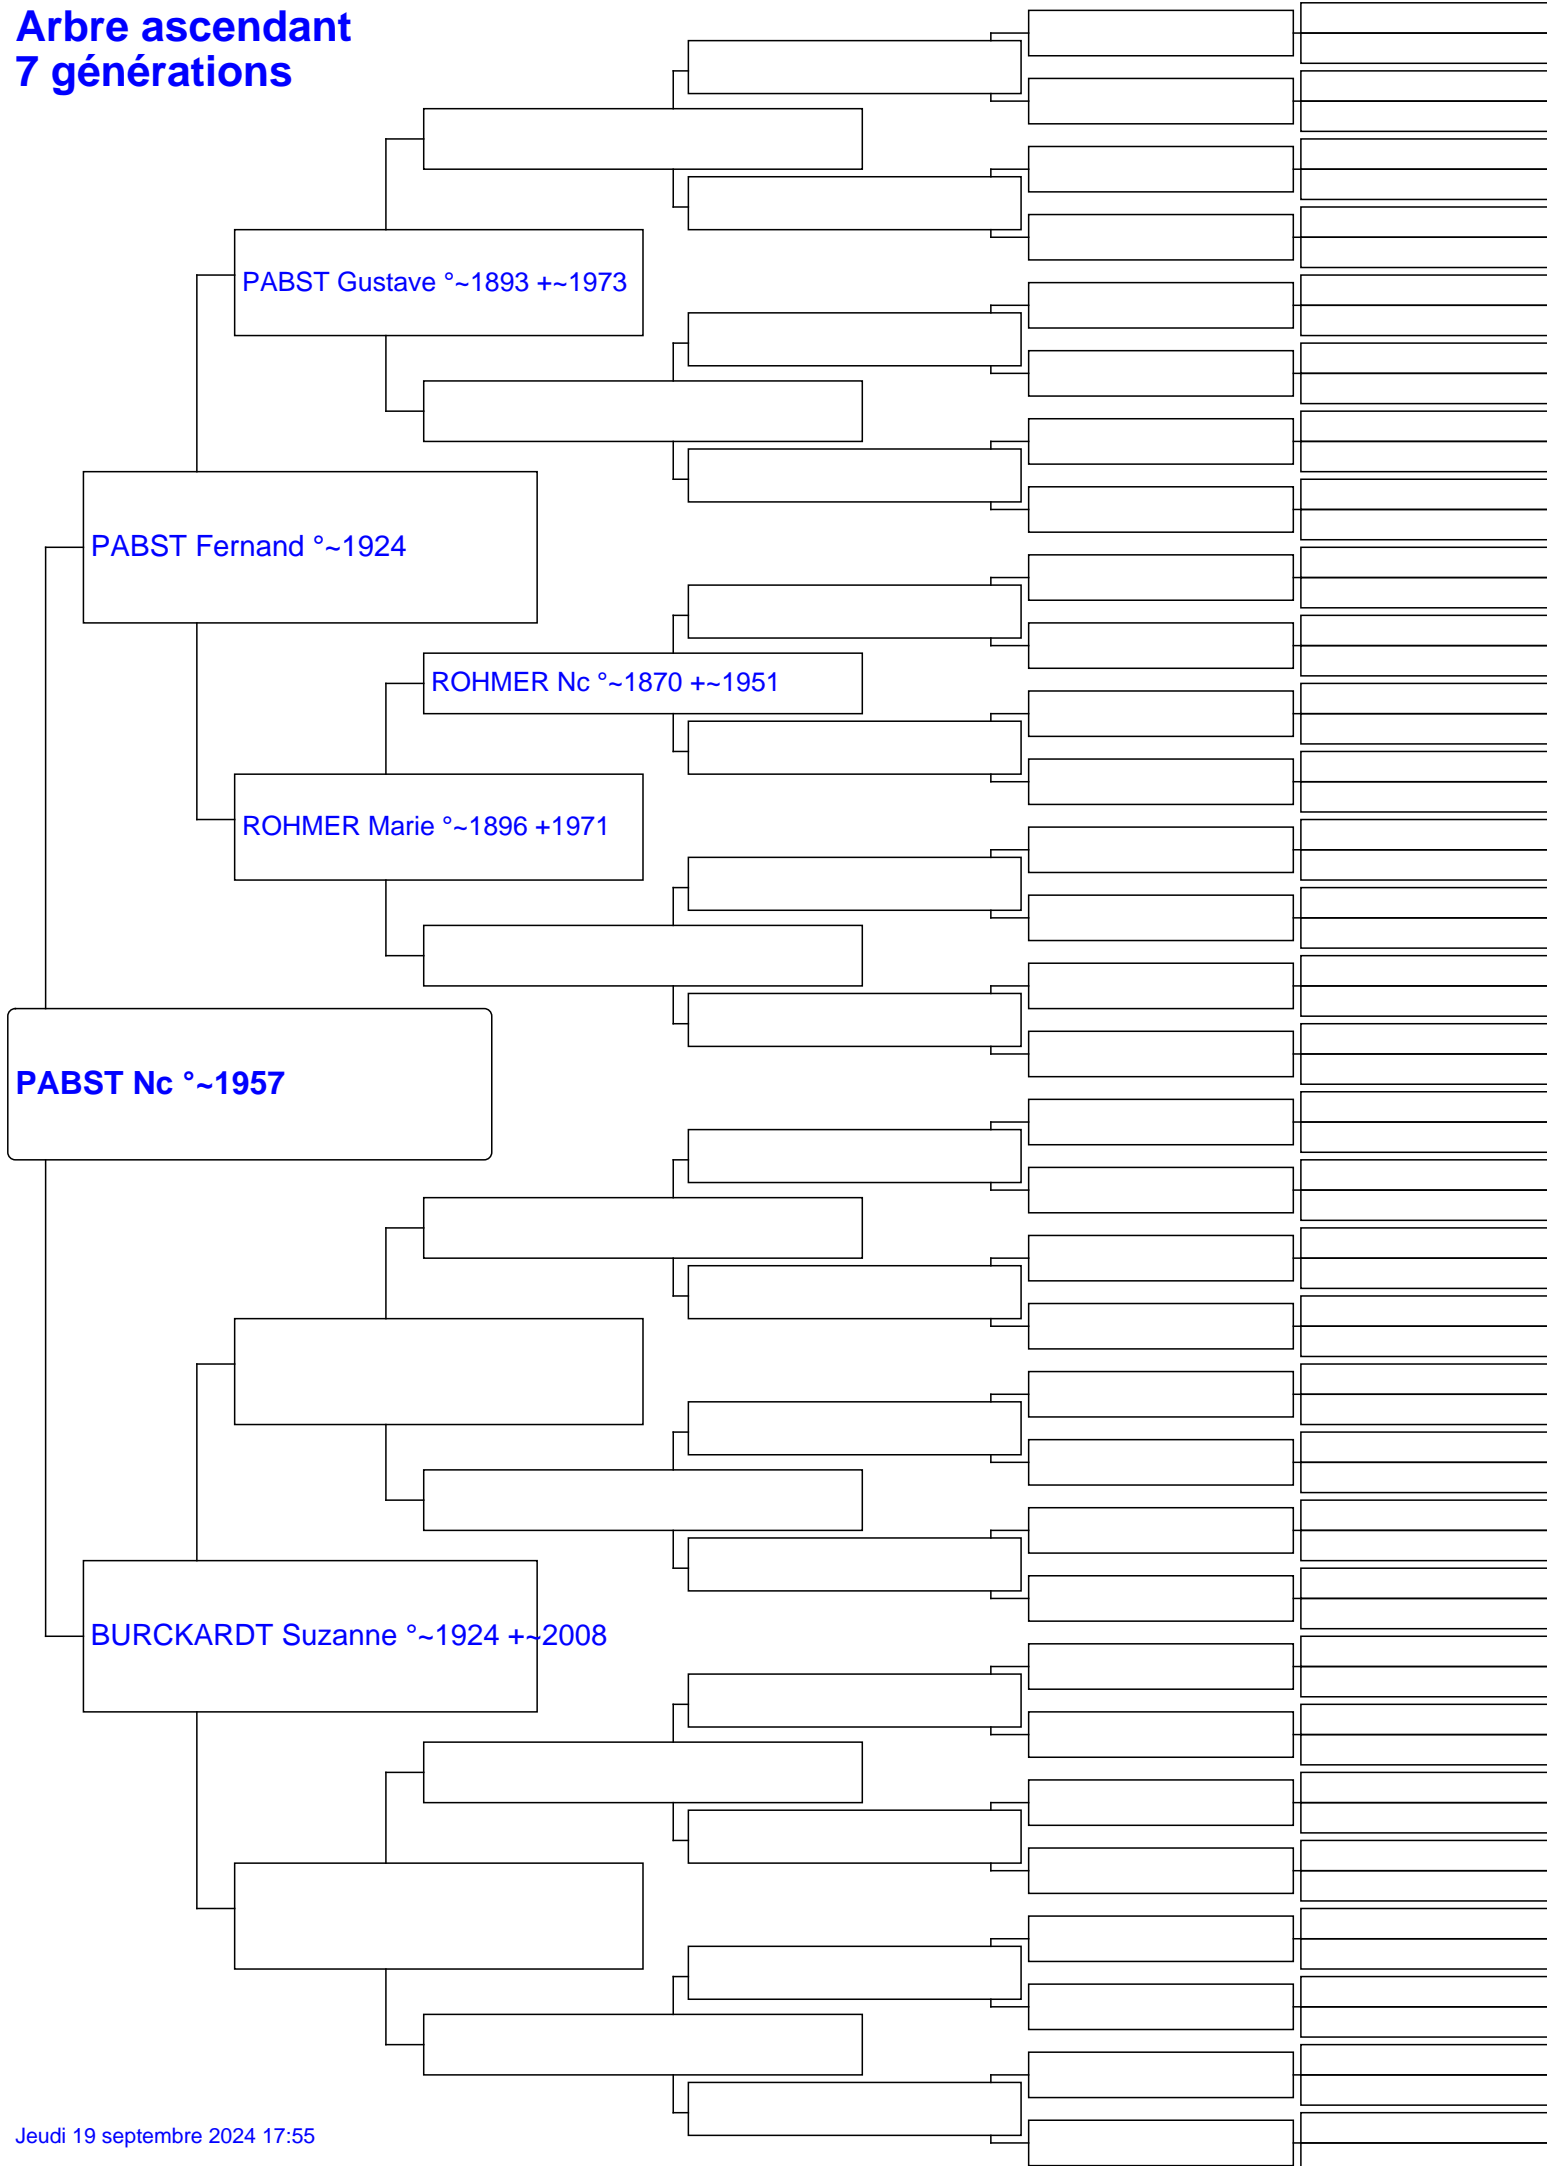 Arbre ascendant
7 générations
PABST Gustave °~1893 +~1973
PABST Fernand °~1924
ROHMER Nc °~1870 +~1951
ROHMER Marie °~1896 +1971
PABST Nc °~1957
BURCKARDT Suzanne °~1924 +~2008
Jeudi 19 septembre 2024 17:55